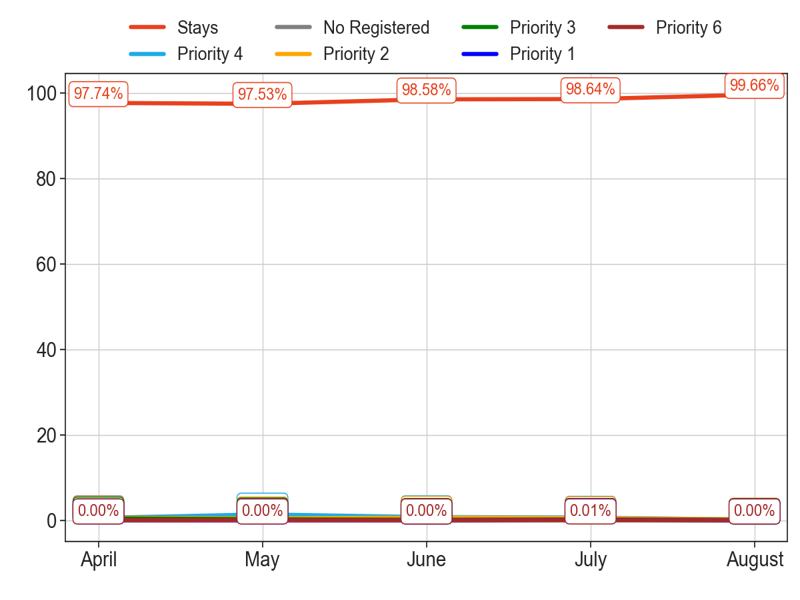 Stays No Registered Priority 3 Priority 6
Priority 4 Priority 2 Priority 1
100 97.74% 97.53% 98.58% 98.64% 99.66%
80
60
40
20
0 0.00% 0.00% 0.00% 0.01% 0.00%
April May June July August